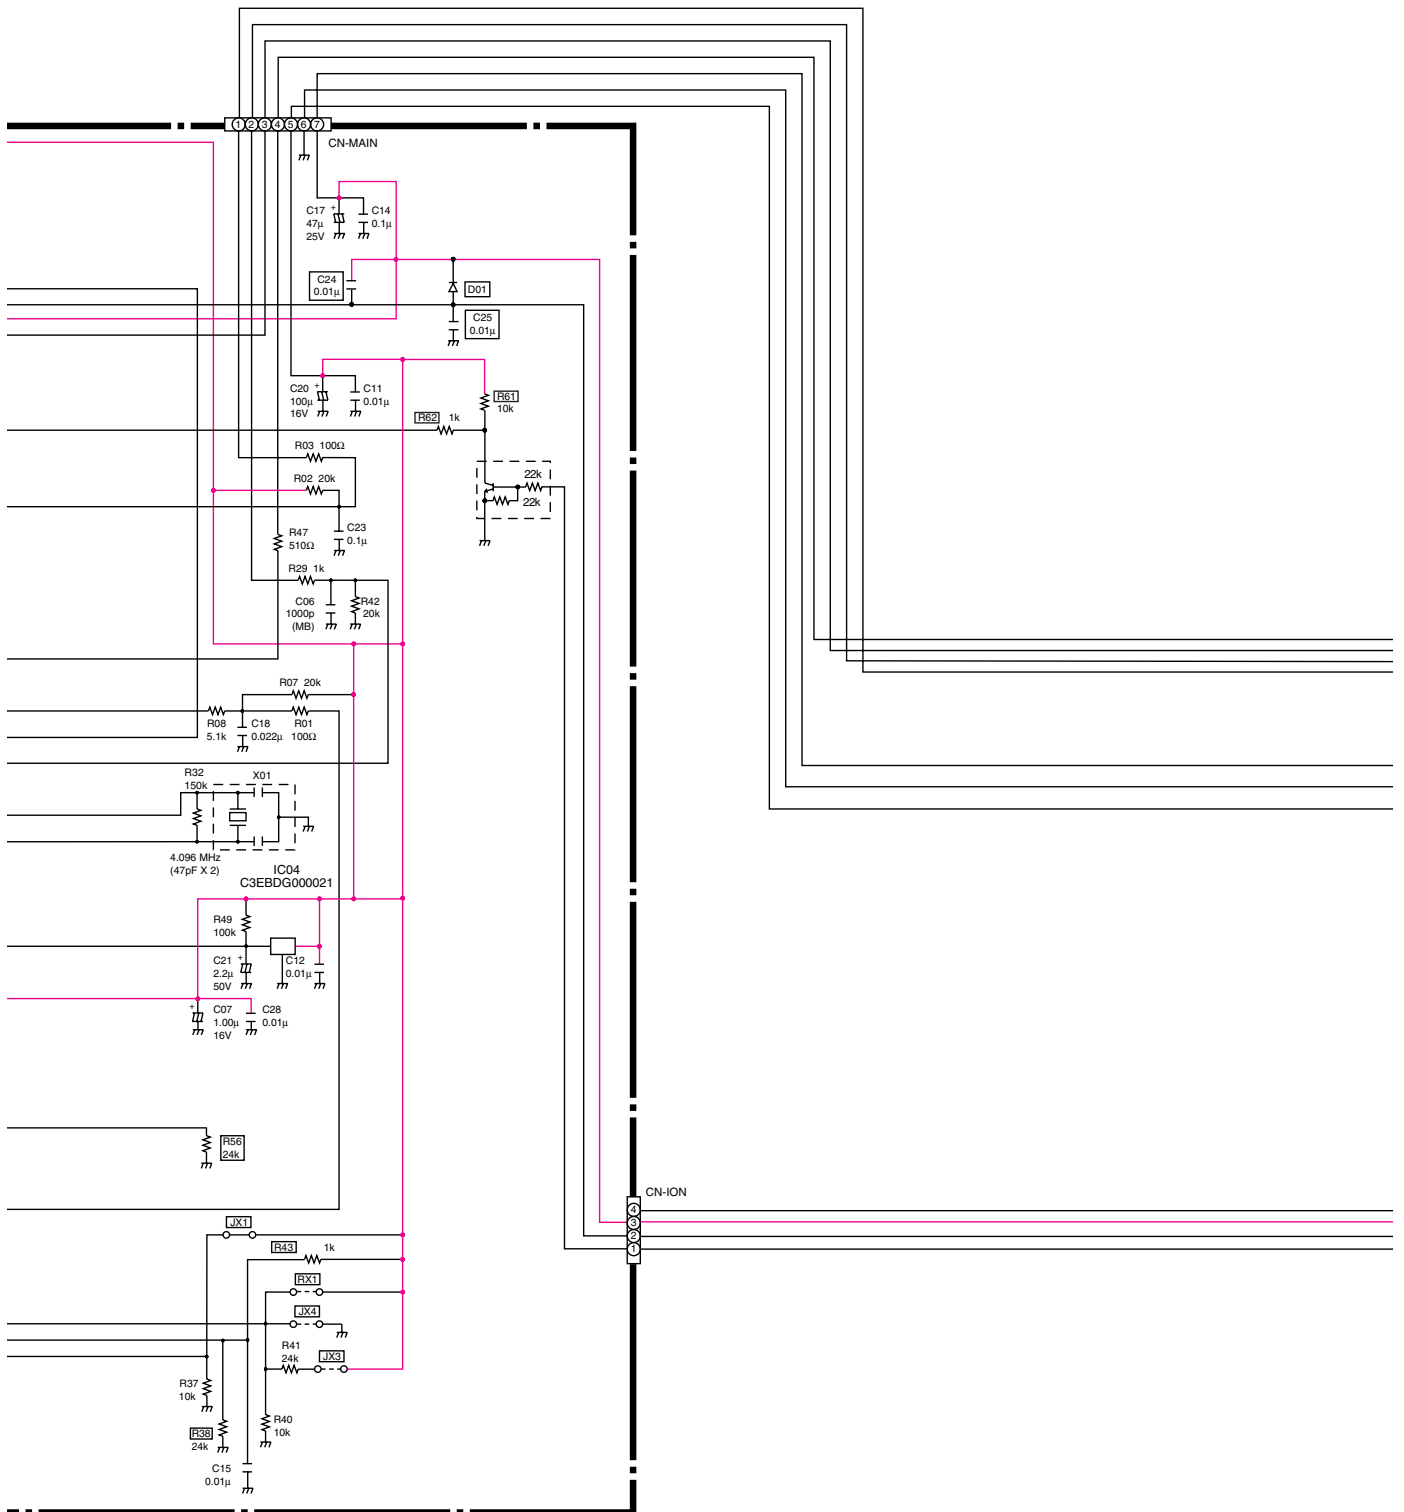 1 2 3 4 5 6 7
CN-MAIN
C17
47μ
25V
+
C14
0.1μ
C24
0.01μ
D01
C25
0.01μ
C20
100μ
16V
+
C11
0.01μ
R61
10k
R62 1k
R03 100Ω
R02 20k
22k
22k
R47
510Ω
C23
0.1μ
R29 1k
C06
1000p
(MB)
R42
20k
R07 20k
R08
5.1k
C18
0.022μ
R01
100Ω
R32
150k
X01
4.096 MHz
(47pF X 2)
IC04
C3EBDG000021
R49
100k
C21
2.2μ
50V
+
C12
0.01μ
+
C07
1.00μ
16V
C28
0.01μ
R56
24k
CN-ION
4
3
2
1
JX1
R43 1k
RX1
JX4
R41
24k
JX3
R37
10k
R38
24k
R40
10k
C15
0.01μ